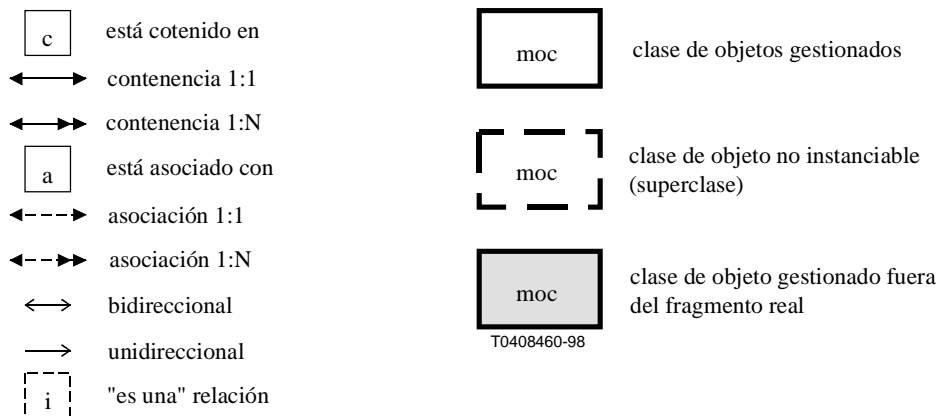 c
está cotenido en
contenencia 1:1
contenencia 1:N
a
está asociado con
asociación 1:1
asociación 1:N
bidireccional
unidireccional
i
"es una" relación
moc
clase de objetos gestionados
moc
clase de objeto no instanciable
(superclase)
moc
clase de objeto gestionado fuera
del fragmento real
T0408460-98